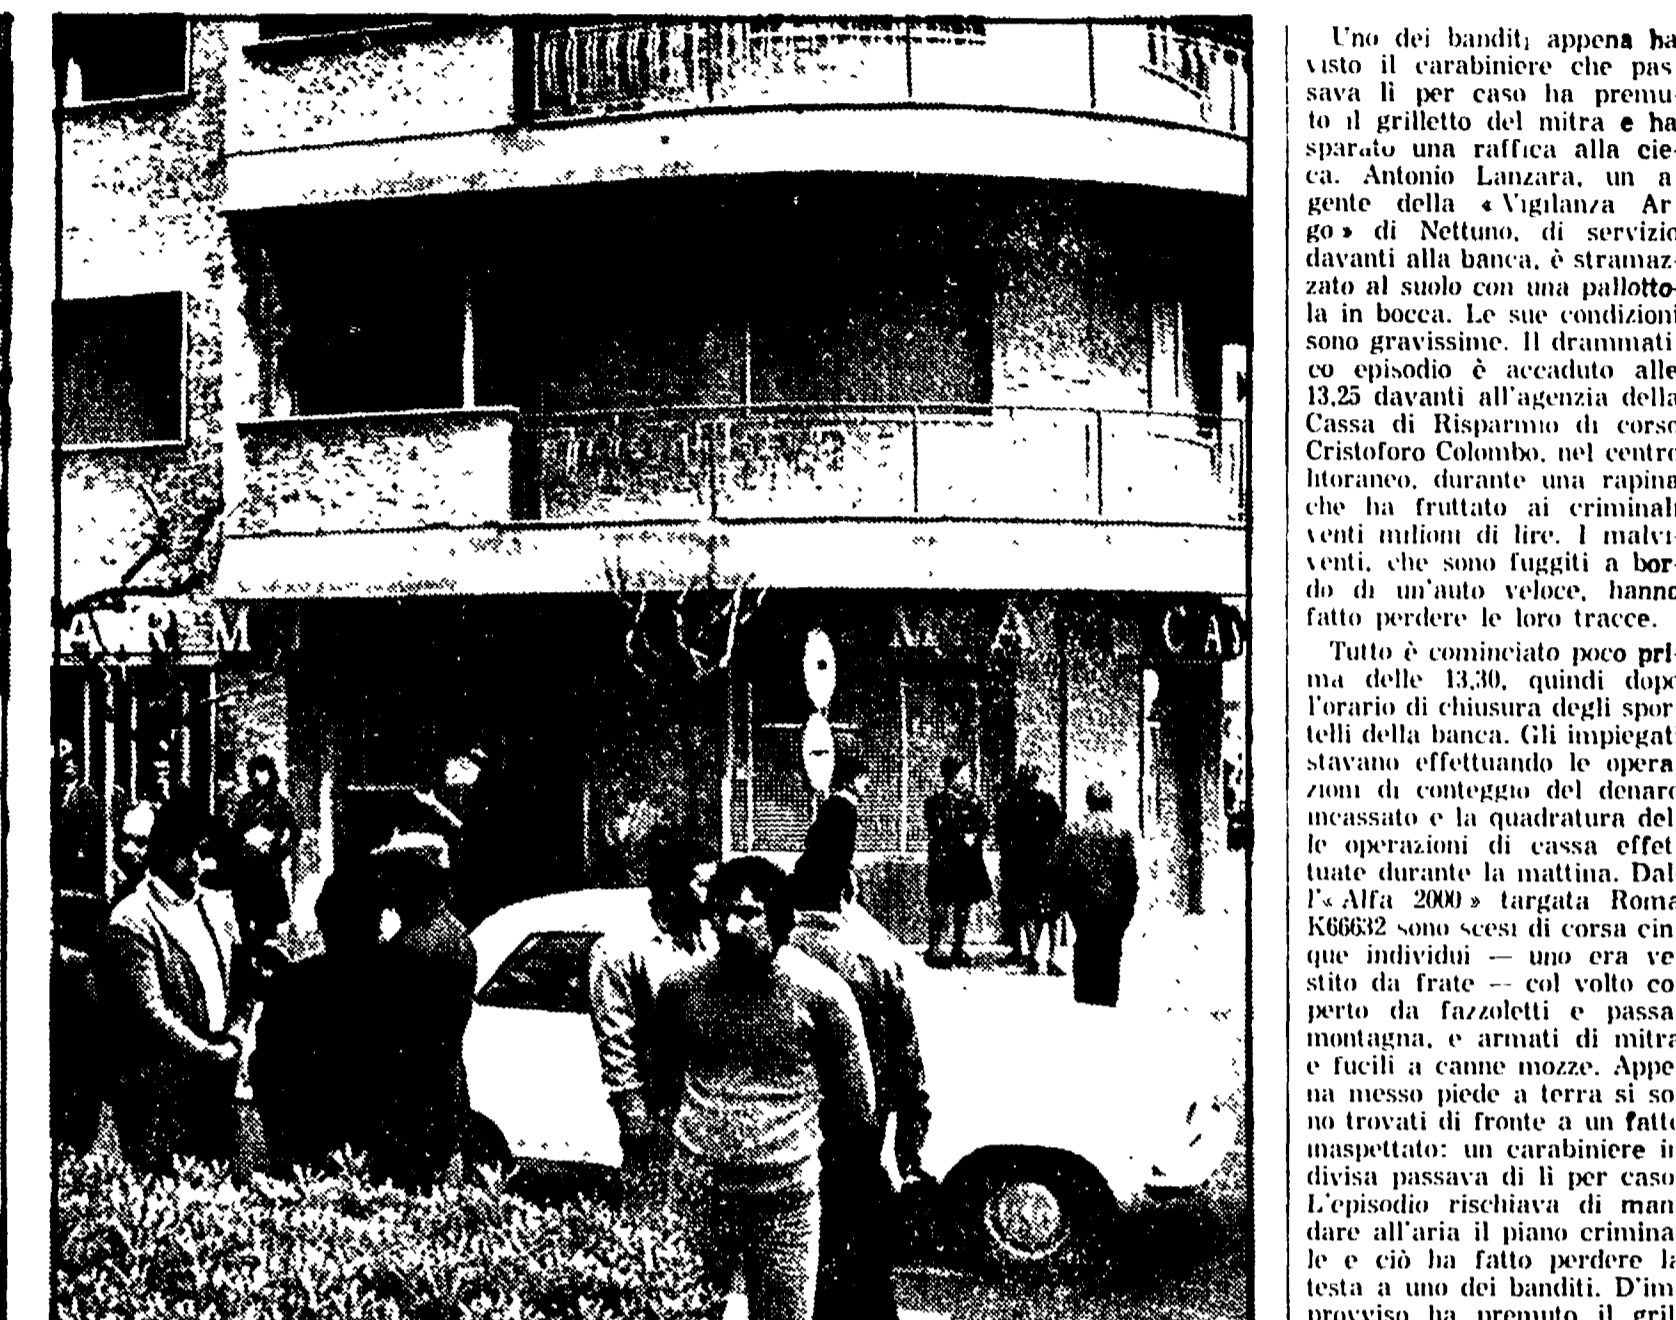 ARM
CA
Uno dei banditi appena ha
visto il carabiniere che pas
sava lì per caso ha premu-
to il grilletto del mitra e ha
sparato una raffica alla cie-
ca. Antonio Lanzara, un a
gente della « Vigilanza Ar
go » di Nettuno, di servizio
davanti alla banca, è stramaz-
zato al suolo con una pallotto-
la in bocca. Le sue condizioni
sono gravissime. Il drammati
co episodio è accaduto alle
13,25 davanti all'agenzia della
Cassa di Risparmio di corso
Cristoforo Colombo, nel centro
litoraneo, durante una rapina
che ha fruttato ai criminali
venti milioni di lire. I malvi-
venti, che sono fuggiti a bor-
do di un'auto veloce, hanno
fatto perdere le loro tracce.
Tutto è cominciato poco pri-
ma delle 13,30, quindi dopo
l'orario di chiusura degli spor
telli della banca. Gli impiegati
stavano effettuando le opera
zioni di conteggio del denaro
incassato e la quadratura del
le operazioni di cassa effet
tuate durante la mattina. Dal
l'« Alfa 2000 » targata Roma
K66632 sono scesi di corsa cin
que individui — uno era ve
stito da frate — col volto co
perto da fazzoletti e passa
montagna, e armati di mitra
e fucili a canne mozze. Appe
na messo piede a terra si so
no trovati di fronte a un fatto
inaspettato: un carabiniere in
divisa passava di lì per caso
L'episodio rischiava di man
dare all'aria il piano crimina
le e ciò ha fatto perdere la
testa a uno dei banditi. D'im
provviso ha premuto il gril